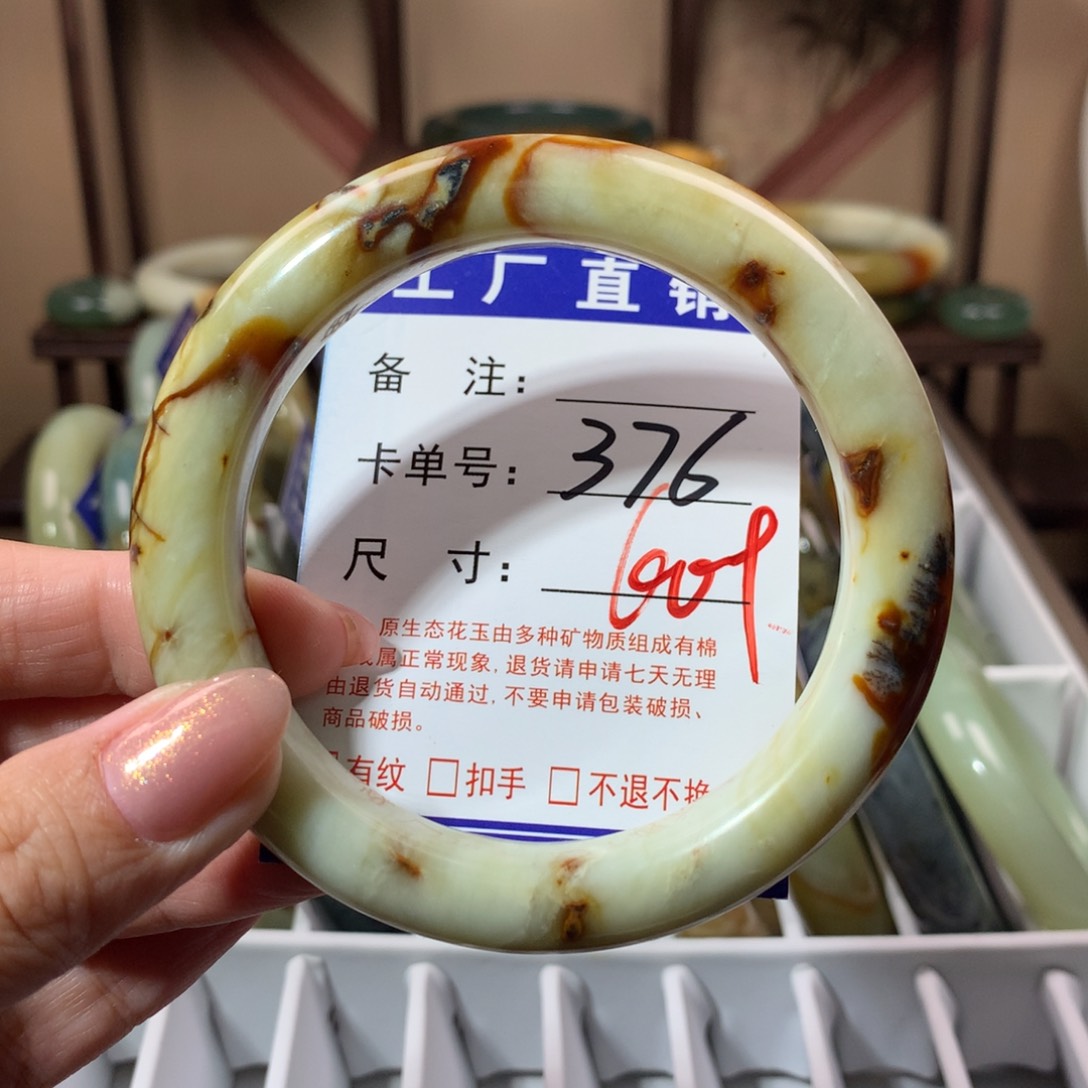 工厂直销
备 注：
卡单号：376
尺 寸：
原生态花玉由多种矿物质组成有棉
属正常现象，退货请申请七天无理
由退货自动通过，不要申请包装破损、
商品破损。
有纹 □扣手 □不退不换